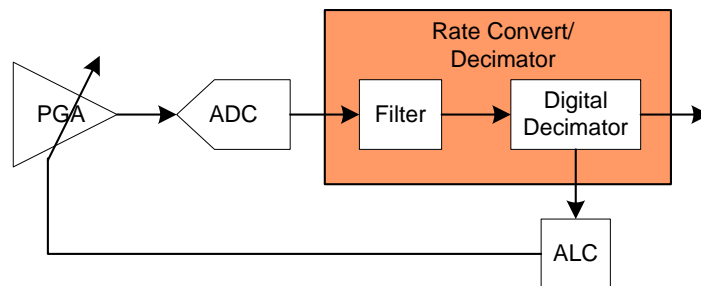 Rate Convert/
Decimator
PGA
ADC
Filter
Digital
Decimator
ALC